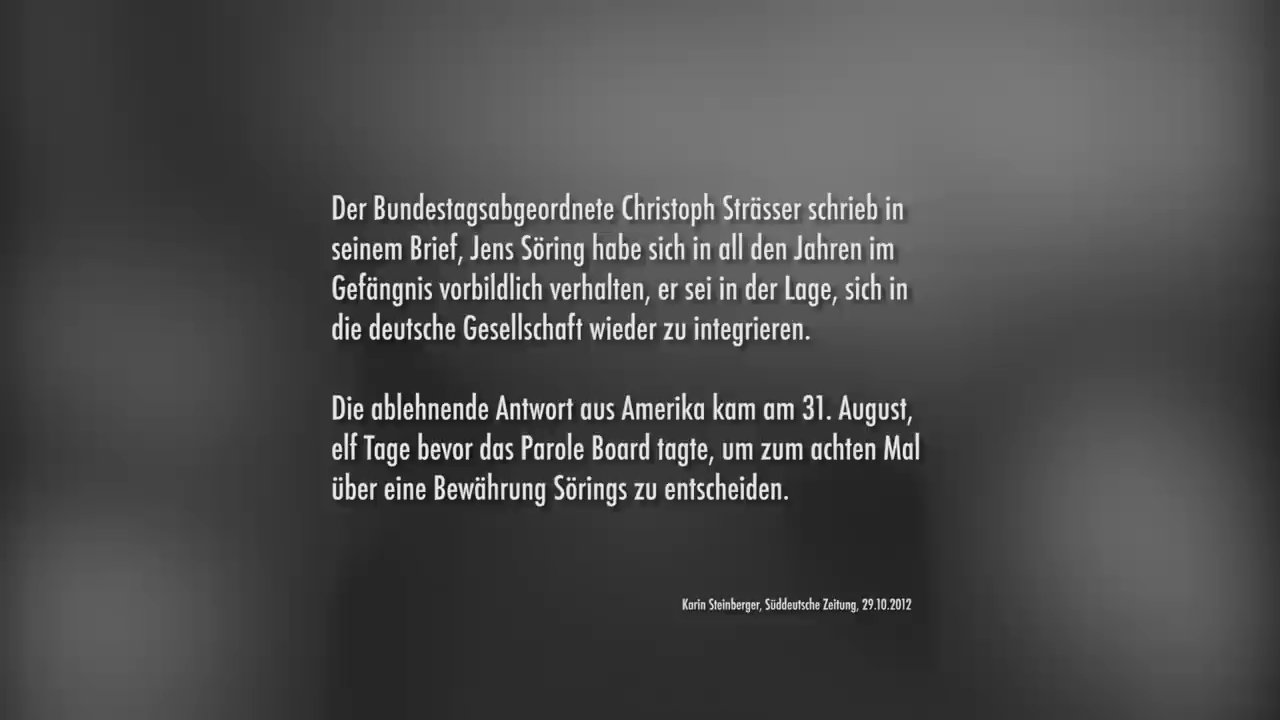 Der Bundestagsabgeordnete Christoph Strässer schrieb in
seinem Brief, Jens Söring habe sich in all den Jahren im
Gefängnis vorbildlich verhalten, er sei in der Lage, sich in
die deutsche Gesellschaft wieder zu integrieren.
Die ablehnende Antwort aus Amerika kam am 31. August,
elf Tage bevor das Parole Board tagte, um zum achten Mal
über eine Bewährung Sörings zu entscheiden.
Karin Steinberger, Süddeutsche Zeitung, 29.10.2012